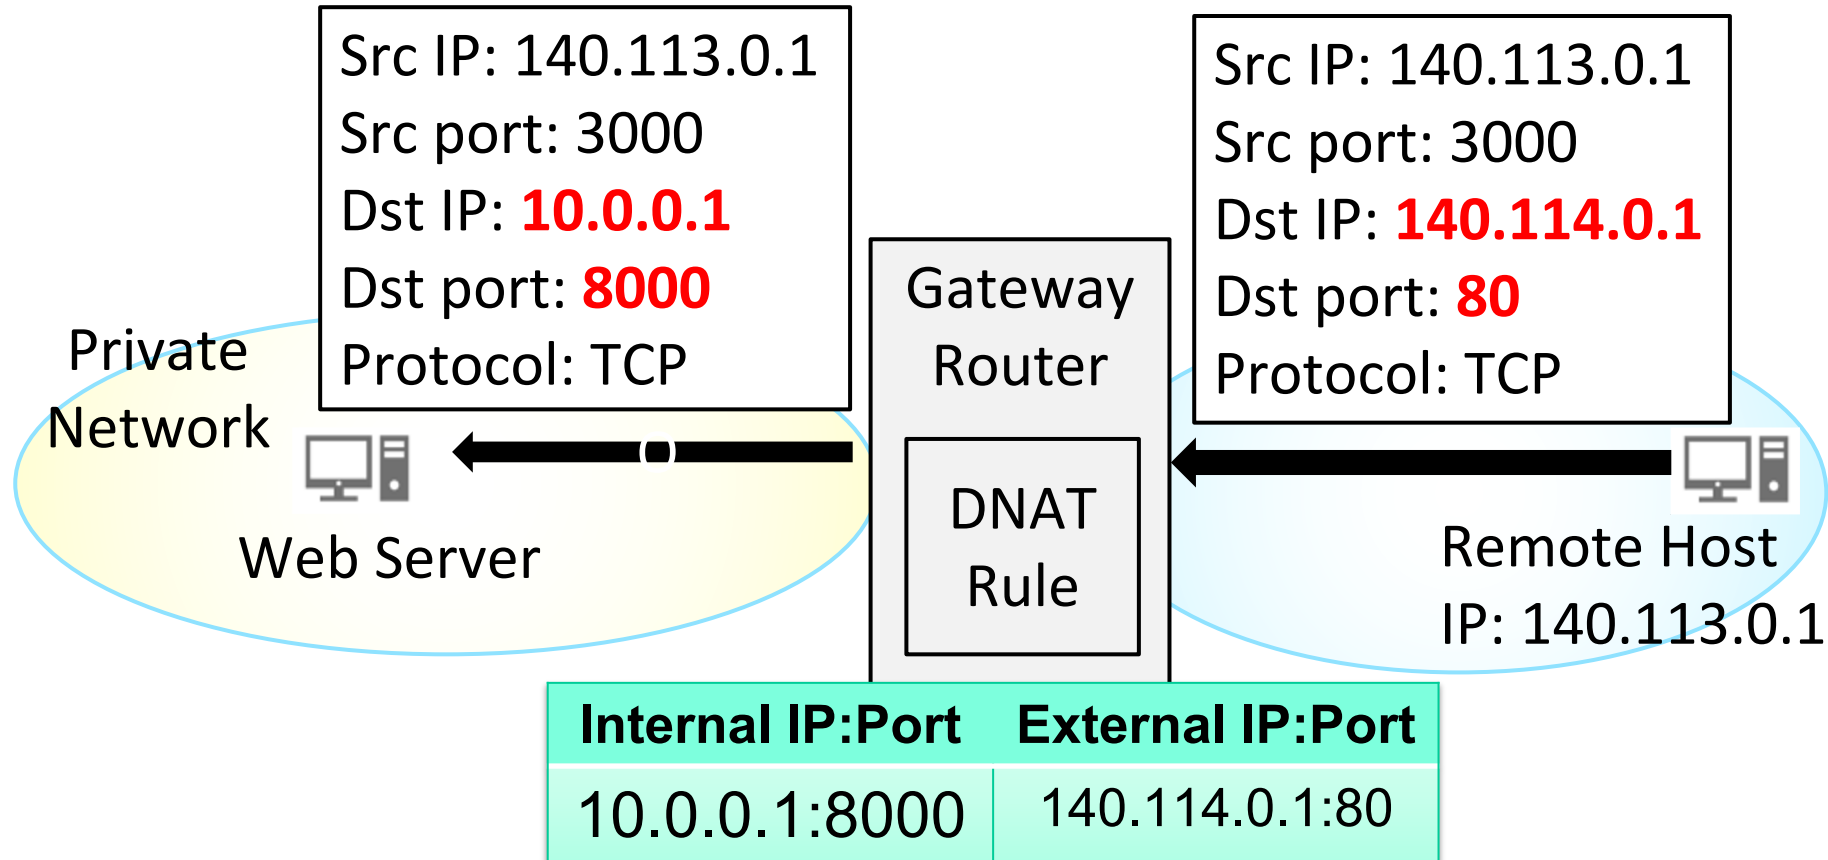 Src IP: 140.113.0.1
Src port: 3000
Dst IP: 10.0.0.1
Dst port: 8000
Protocol: TCP
Src IP: 140.113.0.1
Src port: 3000
Dst IP: 140.114.0.1
Dst port: 80
Protocol: TCP
Private
Network
Web Server
Gateway
Router
DNAT
Rule
Remote Host
IP: 140.113.0.1
Internal IP:Port External IP:Port
10.0.0.1:8000 140.114.0.1:80